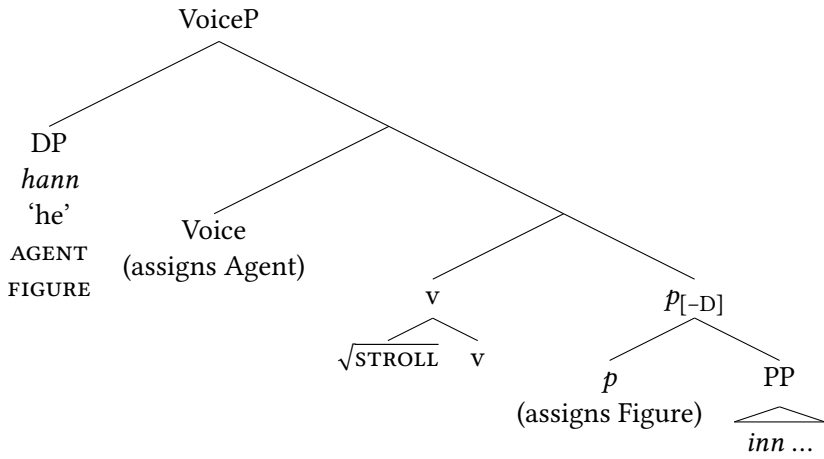 VoiceP
DP
hann
‘he’
AGENT
FIGURE
Voice
(assigns Agent)
v
√STROLL v
p[–D]
p
(assigns Figure)
PP
inn ...